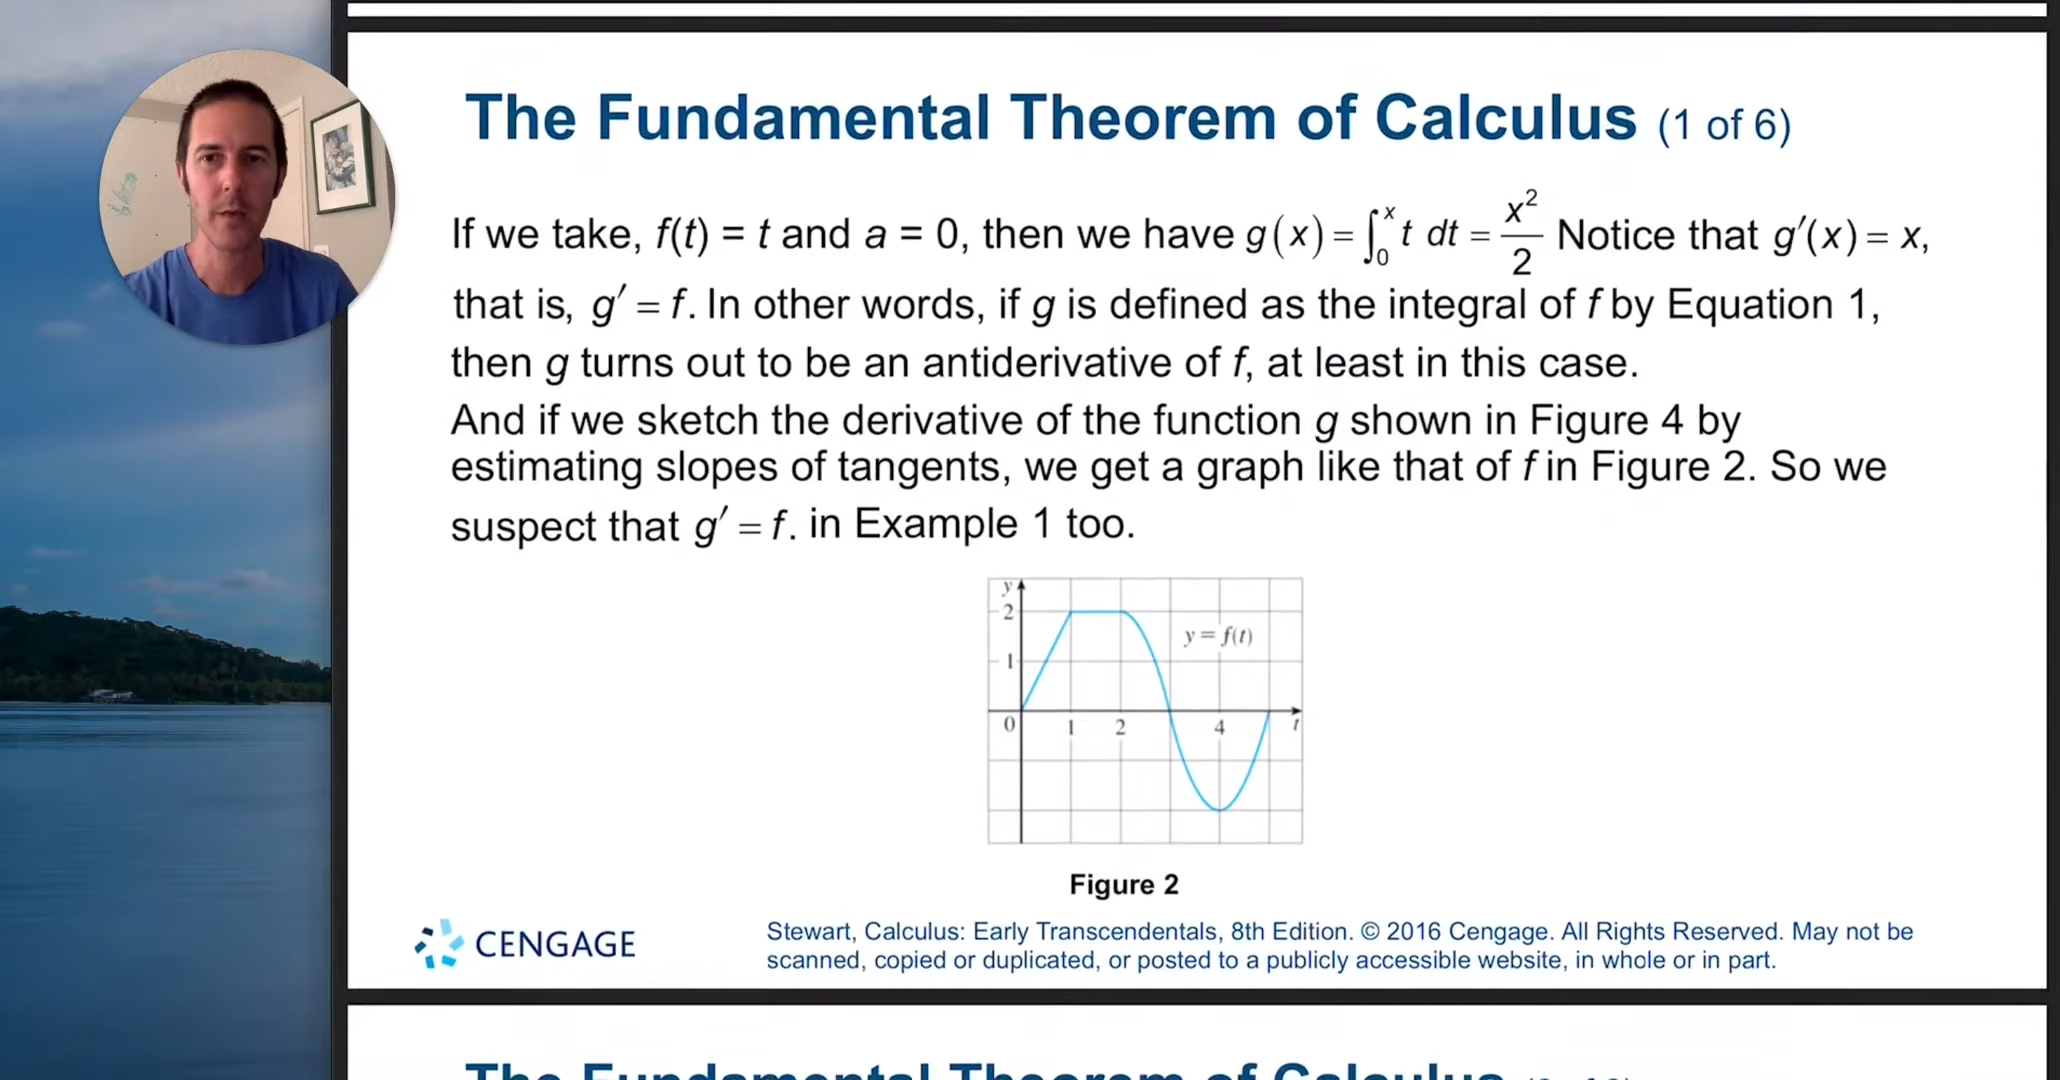 The Fundamental Theorem of Calculus (1 of 6)
If we take, f(t) = t and a = 0, then we have g(x) = ∫₀ˣ t dt = x²/2 Notice that g′(x) = x,
that is, g′ = f. In other words, if g is defined as the integral of f by Equation 1,
then g turns out to be an antiderivative of f, at least in this case.
And if we sketch the derivative of the function g shown in Figure 4 by
estimating slopes of tangents, we get a graph like that of f in Figure 2. So we
suspect that g′ = f. in Example 1 too.
y
2
y = f(t)
1
0 1 2 4 t
Figure 2
CENGAGE
Stewart, Calculus: Early Transcendentals, 8th Edition. © 2016 Cengage. All Rights Reserved. May not be
scanned, copied or duplicated, or posted to a publicly accessible website, in whole or in part.
The Fundamental Theorem of Calculus